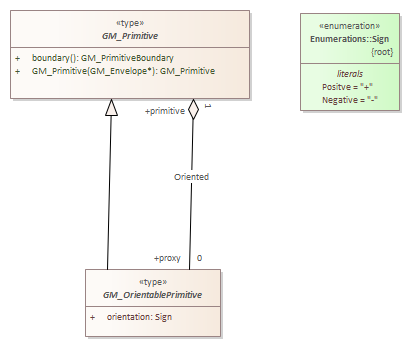 «type»
GM_Primitive
+ boundary(): GM_PrimitiveBoundary
+ GM_Primitive(GM_Envelope*): GM_Primitive
«enumeration»
Enumerations::Sign
{root}
literals
Positve = "+"
Negative = "-"
+primitive
1
Oriented
+proxy
0
«type»
GM_OrientablePrimitive
+ orientation: Sign